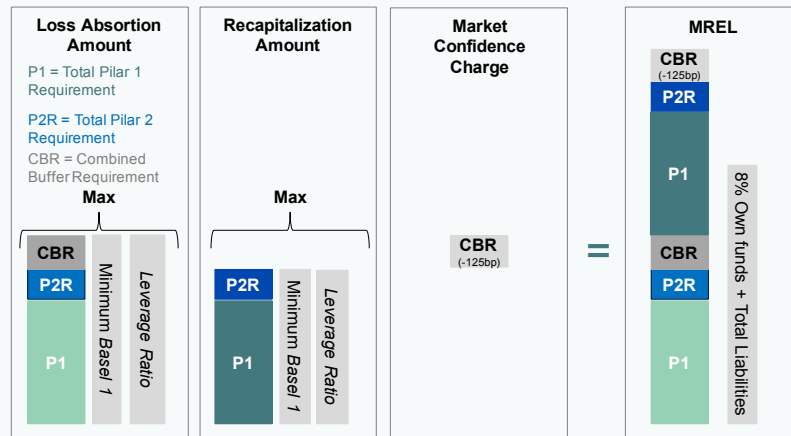 Loss Absortion
Amount
P1 = Total Pilar 1
Requirement
P2R = Total Pilar 2
Requirement
CBR = Combined
Buffer Requirement
Max
CBR
P2R
P1
Minimum Basel 1
Leverage Ratio
Recapitalization
Amount
Max
P2R
P1
Minimum Basel 1
Leverage Ratio
Market
Confidence
Charge
CBR
(-125bp)
=
MREL
CBR
(-125bp)
P2R
P1
CBR
P2R
P1
8% Own funds + Total Liabilities